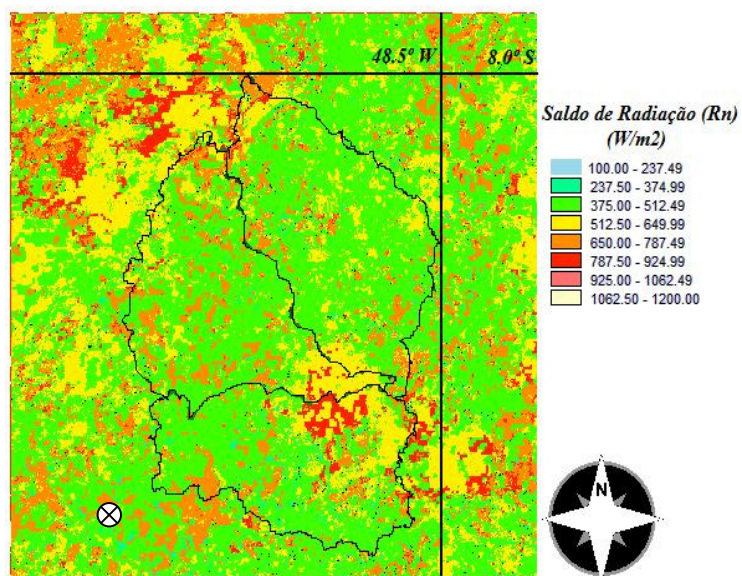 48.5º W
8.0º S
Saldo de Radiação (Rn)
(W/m2)
100.00 - 237.49
237.50 - 374.99
375.00 - 512.49
512.50 - 649.99
650.00 - 787.49
787.50 - 924.99
925.00 - 1062.49
1062.50 - 1200.00
N